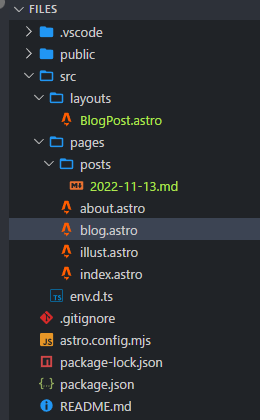 FILES
.vscode
public
src
layouts
BlogPost.astro
pages
posts
2022-11-13.md
about.astro
blog.astro
illust.astro
index.astro
TS env.d.ts
.gitignore
JS astro.config.mjs
package-lock.json
{} package.json
README.md